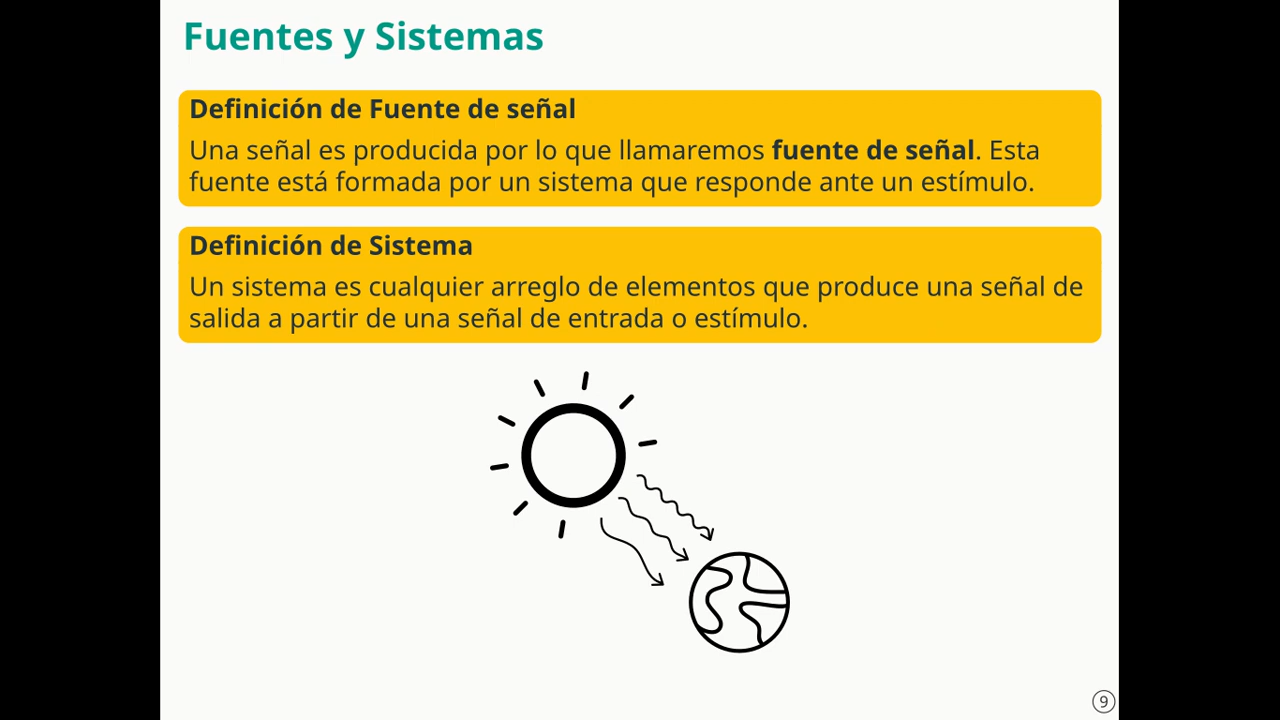 Fuentes y Sistemas
Definición de Fuente de señal
Una señal es producida por lo que llamaremos fuente de señal. Esta
fuente está formada por un sistema que responde ante un estímulo.
Definición de Sistema
Un sistema es cualquier arreglo de elementos que produce una señal de
salida a partir de una señal de entrada o estímulo.
9